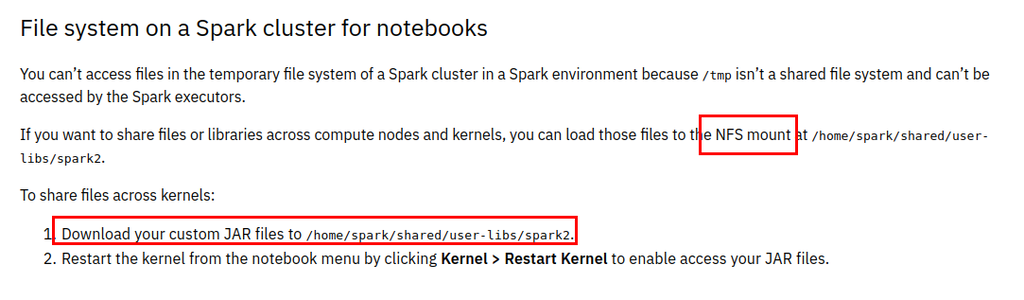 File system on a Spark cluster for notebooks
You can’t access files in the temporary file system of a Spark cluster in a Spark environment because /tmp isn’t a shared file system and can’t be
accessed by the Spark executors.
If you want to share files or libraries across compute nodes and kernels, you can load those files to the NFS mount at /home/spark/shared/user-
libs/spark2.
To share files across kernels:
1. Download your custom JAR files to /home/spark/shared/user-libs/spark2.
2. Restart the kernel from the notebook menu by clicking Kernel > Restart Kernel to enable access your JAR files.